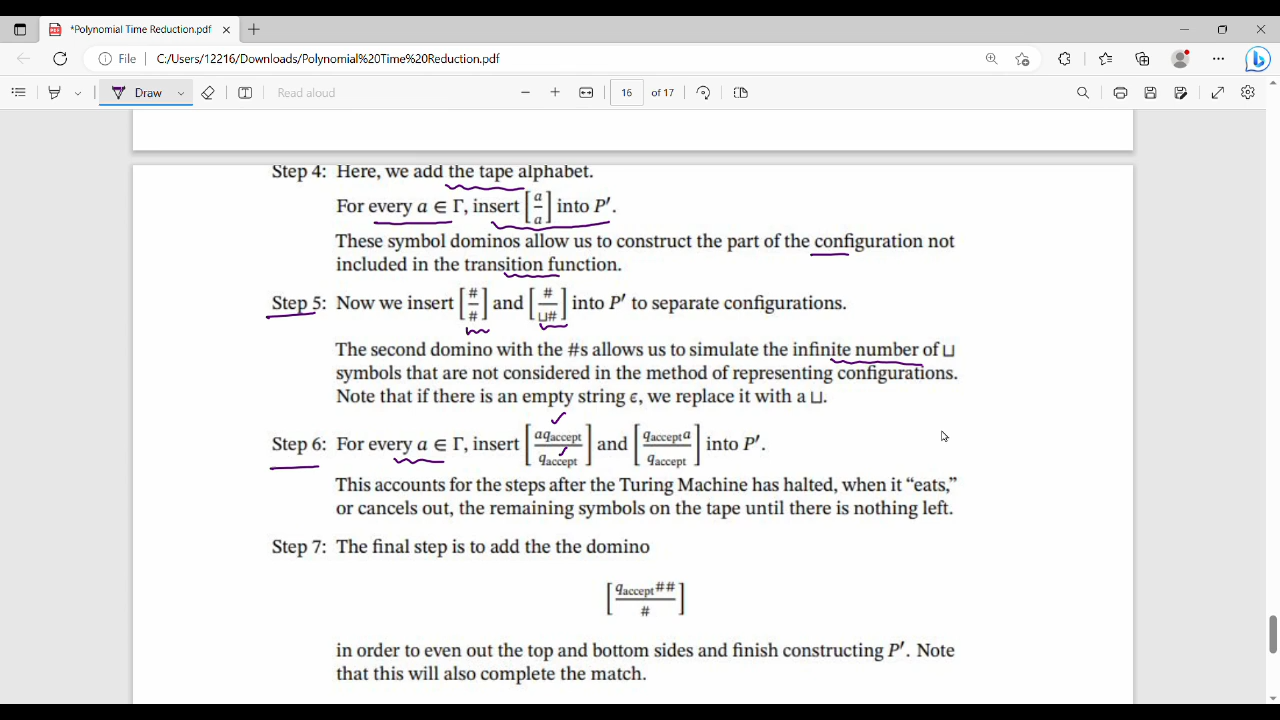 *Polynomial Time Reduction.pdf
File
C:/Users/12216/Downloads/Polynomial%20Time%20Reduction.pdf
Draw
Read aloud
16 of 17
Step 4: Here, we add the tape alphabet.
For every a ∈ Γ, insert [a/a] into P′.
These symbol dominos allow us to construct the part of the configuration not
included in the transition function.
Step 5: Now we insert [#/#] and [#/⊔#] into P′ to separate configurations.
The second domino with the #s allows us to simulate the infinite number of ⊔
symbols that are not considered in the method of representing configurations.
Note that if there is an empty string ϵ, we replace it with a ⊔.
Step 6: For every a ∈ Γ, insert [aq_accept/q_accept] and [q_accept a/q_accept] into P′.
This accounts for the steps after the Turing Machine has halted, when it “eats,”
or cancels out, the remaining symbols on the tape until there is nothing left.
Step 7: The final step is to add the the domino
[q_accept##/#]
in order to even out the top and bottom sides and finish constructing P′. Note
that this will also complete the match.